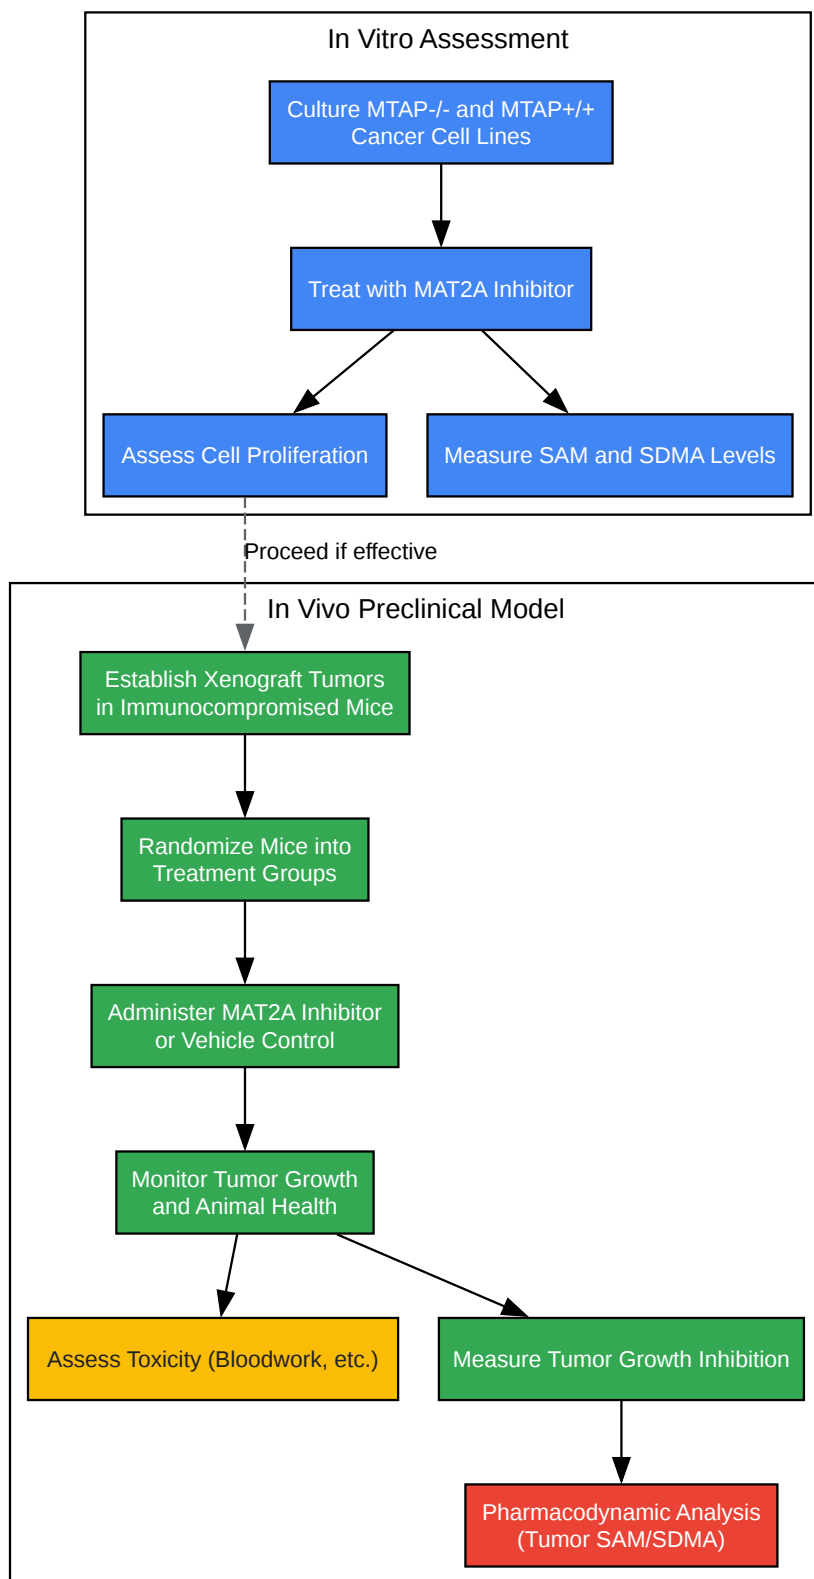 In Vitro Assessment
Culture MTAP-/- and MTAP+/+
Cancer Cell Lines
Treat with MAT2A Inhibitor
Assess Cell Proliferation
Measure SAM and SDMA Levels
Proceed if effective
In Vivo Preclinical Model
Establish Xenograft Tumors
in Immunocompromised Mice
Randomize Mice into
Treatment Groups
Administer MAT2A Inhibitor
or Vehicle Control
Monitor Tumor Growth
and Animal Health
Assess Toxicity (Bloodwork, etc.)
Measure Tumor Growth Inhibition
Pharmacodynamic Analysis
(Tumor SAM/SDMA)